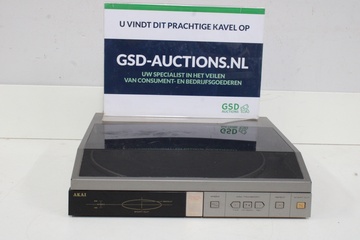 U VINDT DIT PRACHTIGE KAVEL OP
GSD-AUCTIONS.NL
UW SPECIALIST IN HET VEILEN
VAN CONSUMENT- EN BEDRIJFSGOEDEREN
GSD
AUCTIONS
AKAI